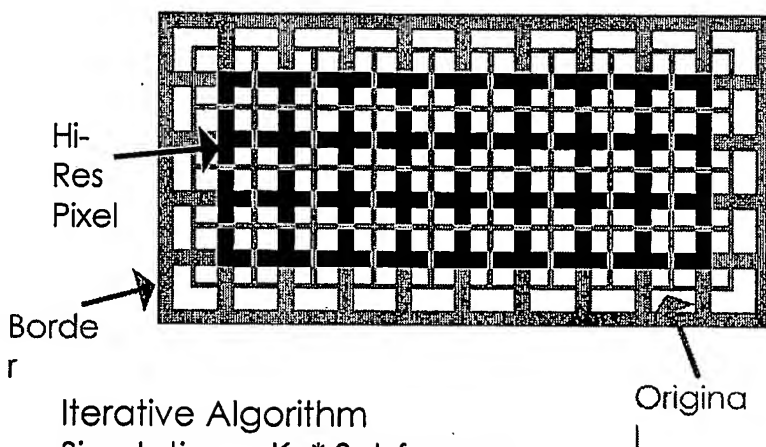 Hi-
Res
Pixel
Borde
r
Origina
l
Iterative Algorithm